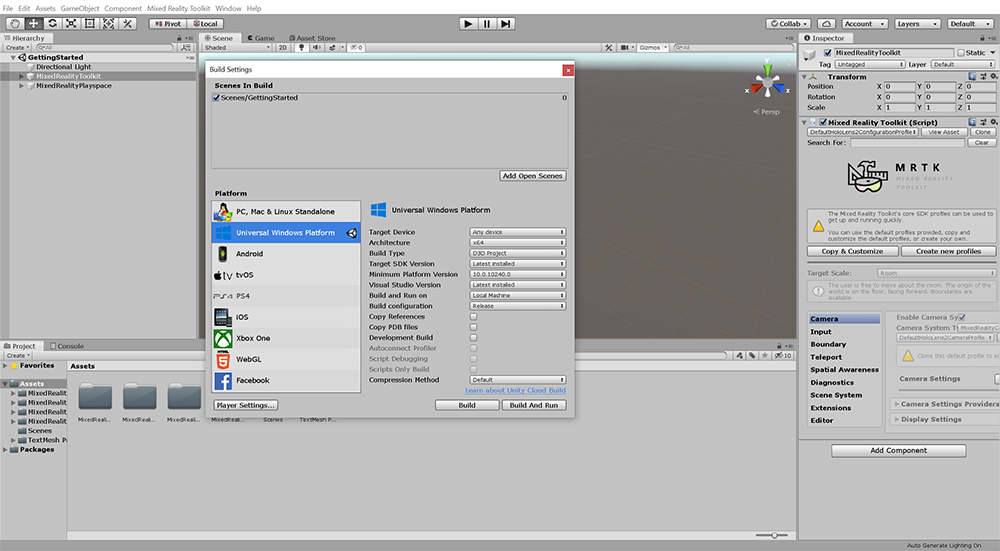 File Edit Assets GameObject Component Mixed Reality Toolkit Window Help
Pivot Local
Collab Account Layers Default
Hierarchy
Create All
GettingStarted
Directional Light
MixedRealityToolkit
MixedRealityPlayspace
Scene Game Asset Store
Shaded 2D 0 Gizmos All
y
x z
Persp
Build Settings
Scenes In Build
Scenes/GettingStarted 0
Add Open Scenes
Platform
PC, Mac & Linux Standalone
Universal Windows Platform
Android
tv tvOS
PS4
iOS
Xbox One
WebGL
Facebook
Universal Windows Platform
Target Device Any device
Architecture x64
Build Type D3D Project
Target SDK Version Latest installed
Minimum Platform Version 10.0.10240.0
Visual Studio Version Latest installed
Build and Run on Local Machine
Build configuration Release
Copy References
Copy PDB files
Development Build
Autoconnect Profiler
Script Debugging
Scripts Only Build
Compression Method Default
Learn about Unity Cloud Build
Player Settings... Build Build And Run
Inspector
MixedRealityToolkit Static
Tag Untagged Layer Default
Transform
Position X 0 Y 0 Z 0
Rotation X 0 Y 0 Z 0
Scale X 1 Y 1 Z 1
Mixed Reality Toolkit (Script)
DefaultHoloLens2ConfigurationProfile View Asset Clone
Search For: Clear
MRTK
MIXED REALITY
TOOLKIT
The Mixed Reality Toolkit's core SDK profiles can be used
to get up and running quickly.
You can use the default profiles provided, copy and
customize the default profiles, or create your own.
Copy & Customize Create new profiles
Target Scale: Room
The user is free to move about the room. The origin of the
world is on the floor, facing forward. Boundaries are
available.
Camera
Input
Boundary
Teleport
Spatial Awareness
Diagnostics
Scene System
Extensions
Editor
Enable Camera Sy
Camera System T MixedRealityC
DefaultHoloLens2CameraProfile
Clone this default profile to e
Camera Settings
Camera Settings Providers
Display Settings
Add Component
Project Console
Create 10
Favorites
Assets
MixedRealit
MixedRealit
MixedRealit
MixedRealit
Scenes
TextMesh P
Packages
Assets
MixedReali... MixedReali... MixedReali... MixedReali... Scenes TextMesh P...
Auto Generate Lighting On